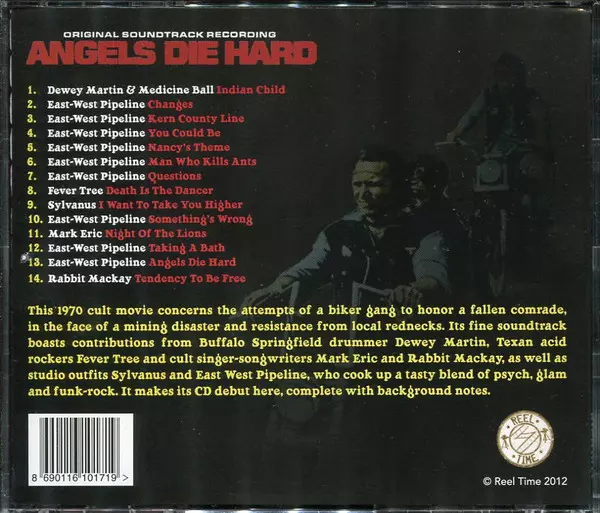 ORIGINAL SOUNDTRACK RECORDING
ANGELS DIE HARD
1. Dewey Martin & Medicine Ball Indian Child
2. East-West Pipeline Changes
3. East-West Pipeline Kern County Line
4. East-West Pipeline You Could Be
5. East-West Pipeline Nancy's Theme
6. East-West Pipeline Man Who Kills Ants
7. East-West Pipeline Questions
8. Fever Tree Death Is The Dancer
9. Sylvanus I Want To Take You Higher
10. East-West Pipeline Something's Wrong
11. Mark Eric Night Of The Lions
12. East-West Pipeline Taking A Bath
13. East-West Pipeline Angels Die Hard
14. Rabbit Mackay Tendency To Be Free
This 1970 cult movie concerns the attempts of a biker gang to honor a fallen comrade,
in the face of a mining disaster and resistance from local rednecks. Its fine soundtrack
boasts contributions from Buffalo Springfield drummer Dewey Martin, Texan acid
rockers Fever Tree and cult singer-songwriters Mark Eric and Rabbit Mackay, as well as
studio outfits Sylvanus and East West Pipeline, who cook up a tasty blend of psych, glam
and funk-rock. It makes its CD debut here, complete with background notes.
REEL
TIME
8 690116 101719 >
© Reel Time 2012